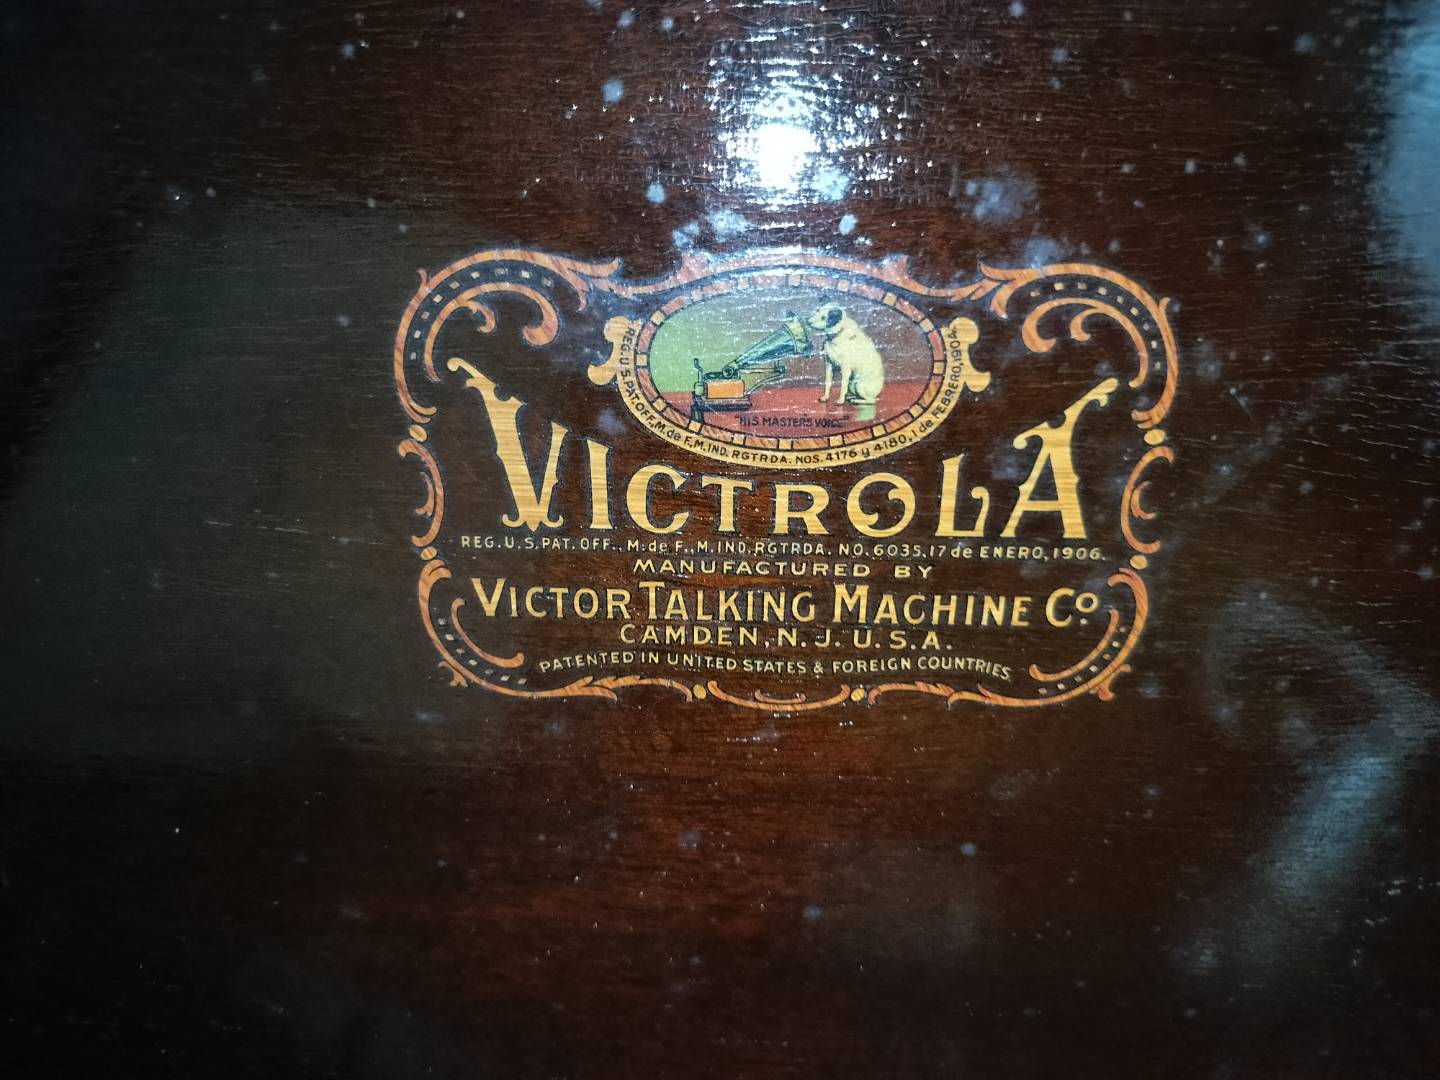 "HIS MASTER'S VOICE"
REG. U.S. PAT. OFF., M. de F., M. IND. RGTRDA. NOS. 4176 y 4180, 1 de FEBRERO, 1904.
VICTROLA
REG. U.S. PAT. OFF., M. de F., M. IND. RGTRDA. NO. 6035, 17 de ENERO, 1906.
MANUFACTURED BY
VICTOR TALKING MACHINE Co.
CAMDEN, N. J. U. S. A.
PATENTED IN UNITED STATES & FOREIGN COUNTRIES.